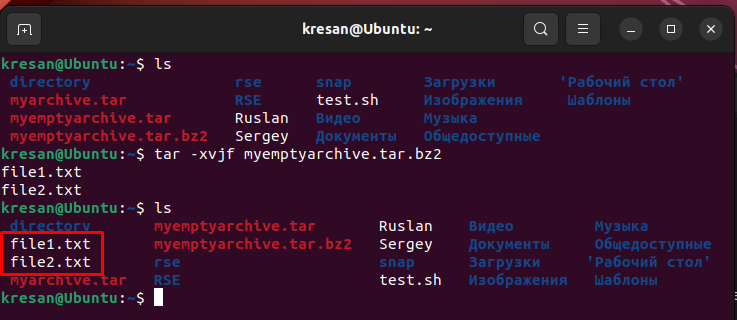 kresan@Ubuntu: ~
kresan@Ubuntu:~$ ls
directory rse snap Загрузки 'Рабочий стол'
myarchive.tar RSE test.sh Изображения Шаблоны
myemptyarchive.tar Ruslan Видео Музыка
myemptyarchive.tar.bz2 Sergey Документы Общедоступные
kresan@Ubuntu:~$ tar -xvjf myemptyarchive.tar.bz2
file1.txt
file2.txt
kresan@Ubuntu:~$ ls
directory myemptyarchive.tar Ruslan Видео Музыка
file1.txt myemptyarchive.tar.bz2 Sergey Документы Общедоступные
file2.txt rse snap Загрузки 'Рабочий стол'
myarchive.tar RSE test.sh Изображения Шаблоны
kresan@Ubuntu:~$